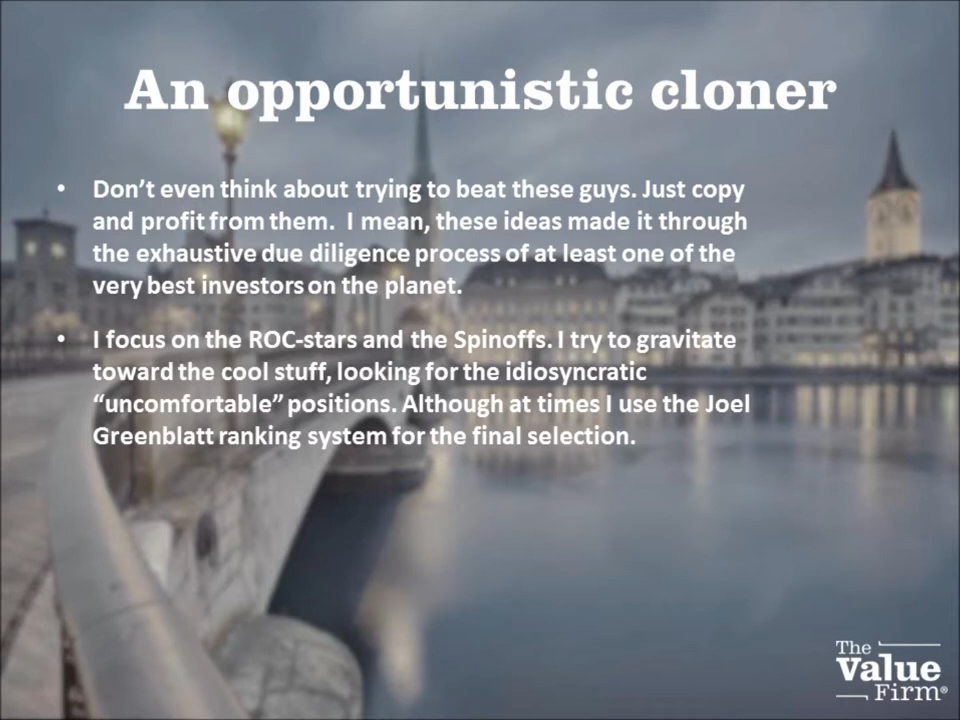 An opportunistic cloner
• Don’t even think about trying to beat these guys. Just copy
and profit from them.  I mean, these ideas made it through
the exhaustive due diligence process of at least one of the
very best investors on the planet.
• I focus on the ROC-stars and the Spinoffs. I try to gravitate
toward the cool stuff, looking for the idiosyncratic
“uncomfortable” positions. Although at times I use the Joel
Greenblatt ranking system for the final selection.
The
Value
Firm®